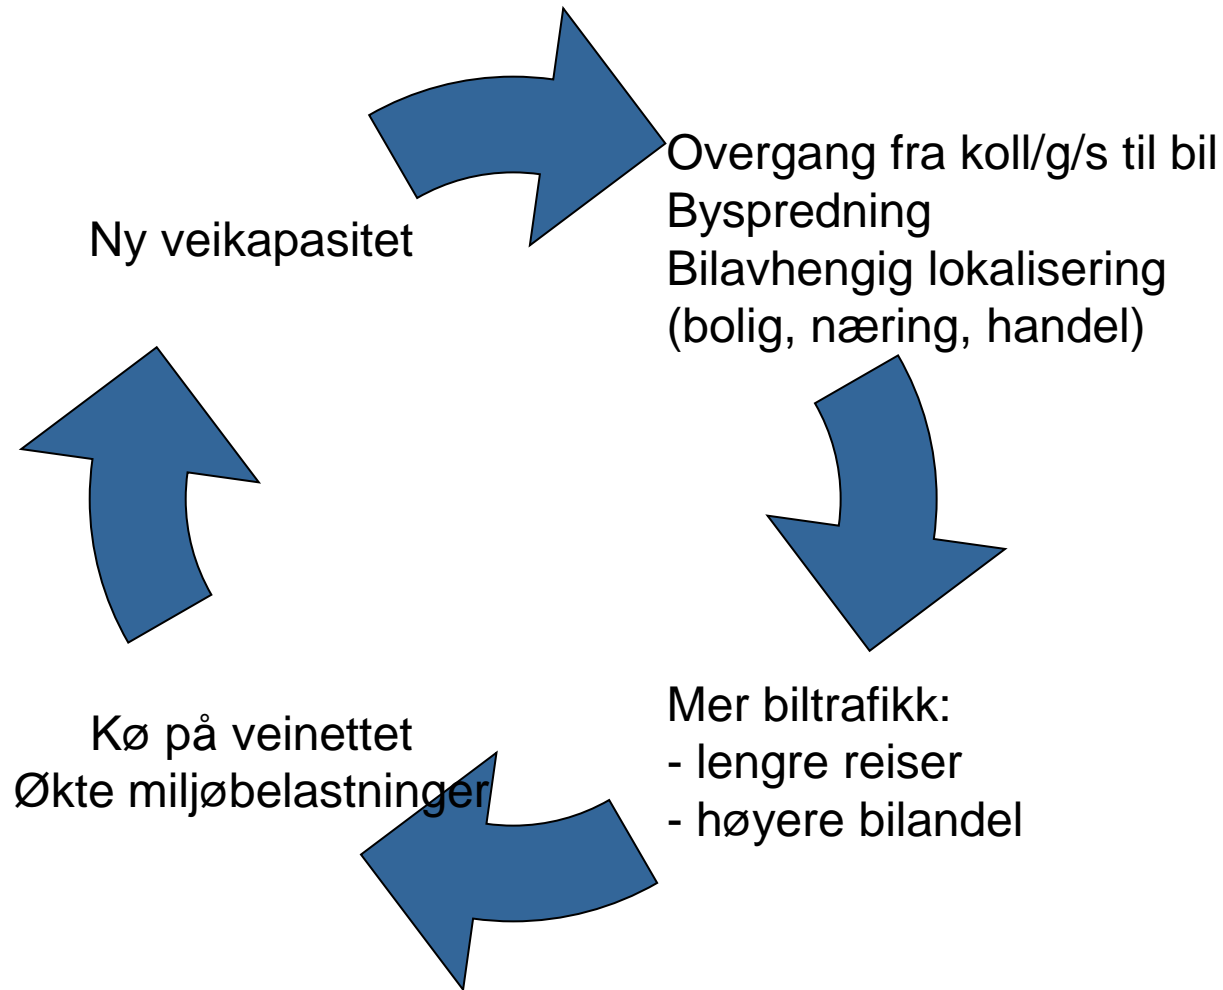 Ny veikapasitet
Overgang fra koll/g/s til bil
Byspredning
Bilavhengig lokalisering
(bolig, næring, handel)
Mer biltrafikk:
- lengre reiser
- høyere bilandel
Kø på veinettet
Økte miljøbelastninger